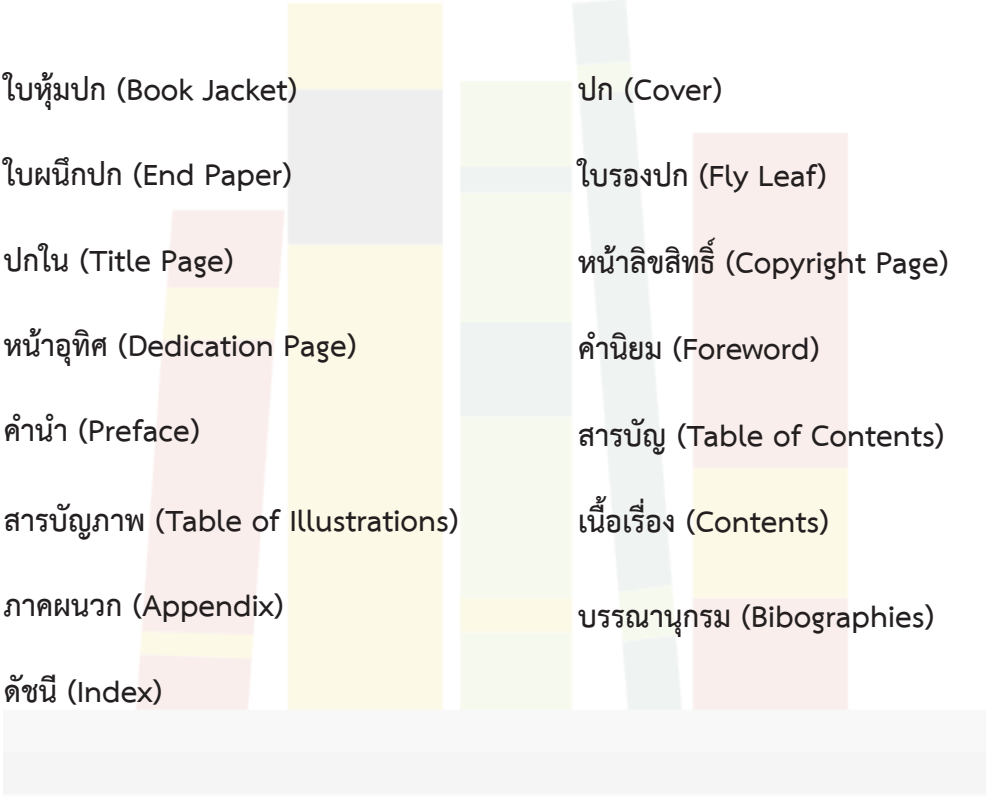 ใบหุ้มปก (Book Jacket)
ปก (Cover)
ใบผนึกปก (End Paper)
ใบรองปก (Fly Leaf)
ปกใน (Title Page)
หน้าลิขสิทธิ์ (Copyright Page)
หน้าอุทิศ (Dedication Page)
คำนิยม (Foreword)
คำนำ (Preface)
สารบัญ (Table of Contents)
สารบัญภาพ (Table of Illustrations)
เนื้อเรื่อง (Contents)
ภาคผนวก (Appendix)
บรรณานุกรม (Bibographies)
ดัชนี (Index)